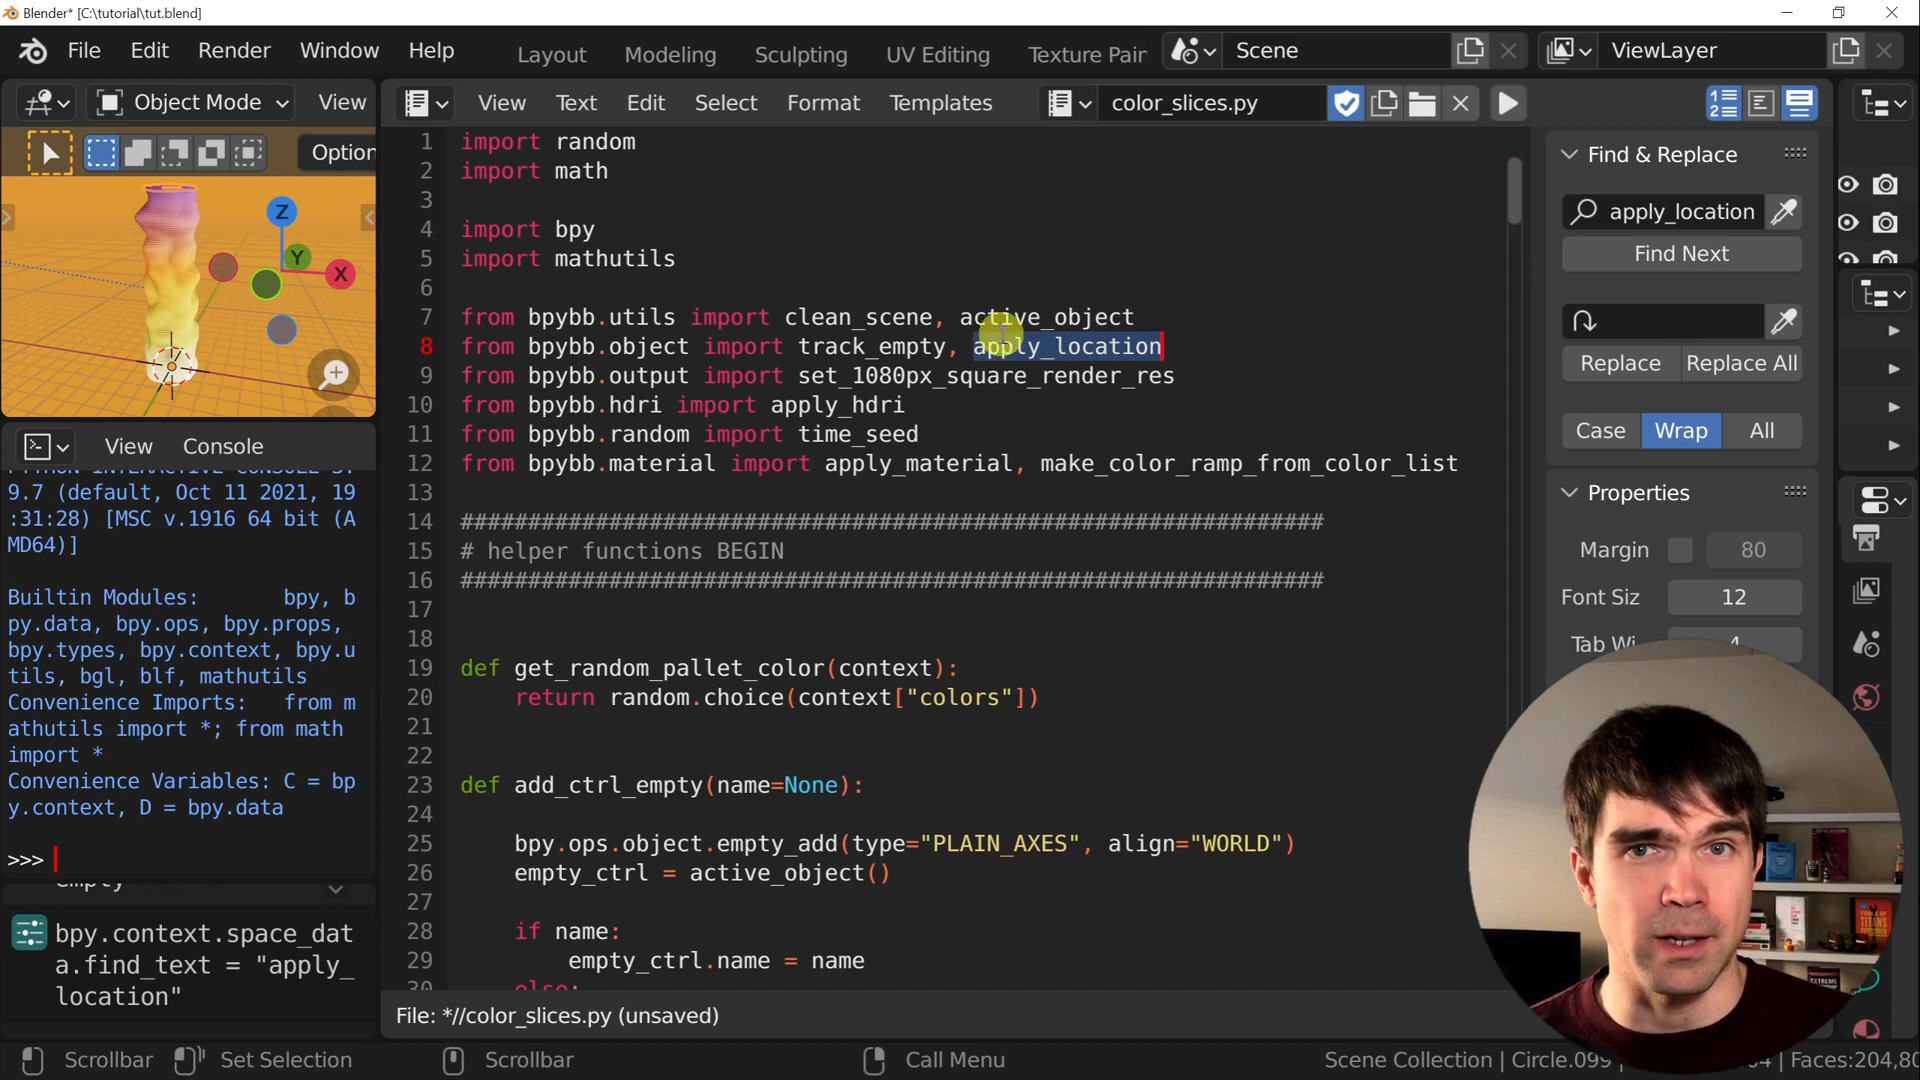 Blender* [C:\tutorial\tut.blend]
File Edit Render Window Help Layout Modeling Sculpting UV Editing Texture Pair Scene ViewLayer
Object Mode View
Option
Z
Y
X
View Text Edit Select Format Templates color_slices.py
1 import random
2 import math
3
4 import bpy
5 import mathutils
6
7 from bpybb.utils import clean_scene, active_object
8 from bpybb.object import track_empty, apply_location
9 from bpybb.output import set_1080px_square_render_res
10 from bpybb.hdri import apply_hdri
11 from bpybb.random import time_seed
12 from bpybb.material import apply_material, make_color_ramp_from_color_list
13
14 ################################################################
15 # helper functions BEGIN
16 ################################################################
17
18
19 def get_random_pallet_color(context):
20 return random.choice(context["colors"])
21
22
23 def add_ctrl_empty(name=None):
24
25 bpy.ops.object.empty_add(type="PLAIN_AXES", align="WORLD")
26 empty_ctrl = active_object()
27
28 if name:
29 empty_ctrl.name = name
30 else:
File: *//color_slices.py (unsaved)
Find & Replace
apply_location
Find Next
Replace Replace All
Case Wrap All
Properties
Margin 80
Font Siz 12
Tab Wi 4
View Console
PYTHON INTERACTIVE CONSOLE 3.
9.7 (default, Oct 11 2021, 19
:31:28) [MSC v.1916 64 bit (A
MD64)]
Builtin Modules: bpy, b
py.data, bpy.ops, bpy.props,
bpy.types, bpy.context, bpy.u
tils, bgl, blf, mathutils
Convenience Imports: from m
athutils import *; from math
import *
Convenience Variables: C = bp
y.context, D = bpy.data
>>>
empty
bpy.context.space_dat
a.find_text = "apply_
location"
Scrollbar Set Selection Scrollbar Call Menu Scene Collection | Circle.099 Faces:204,80